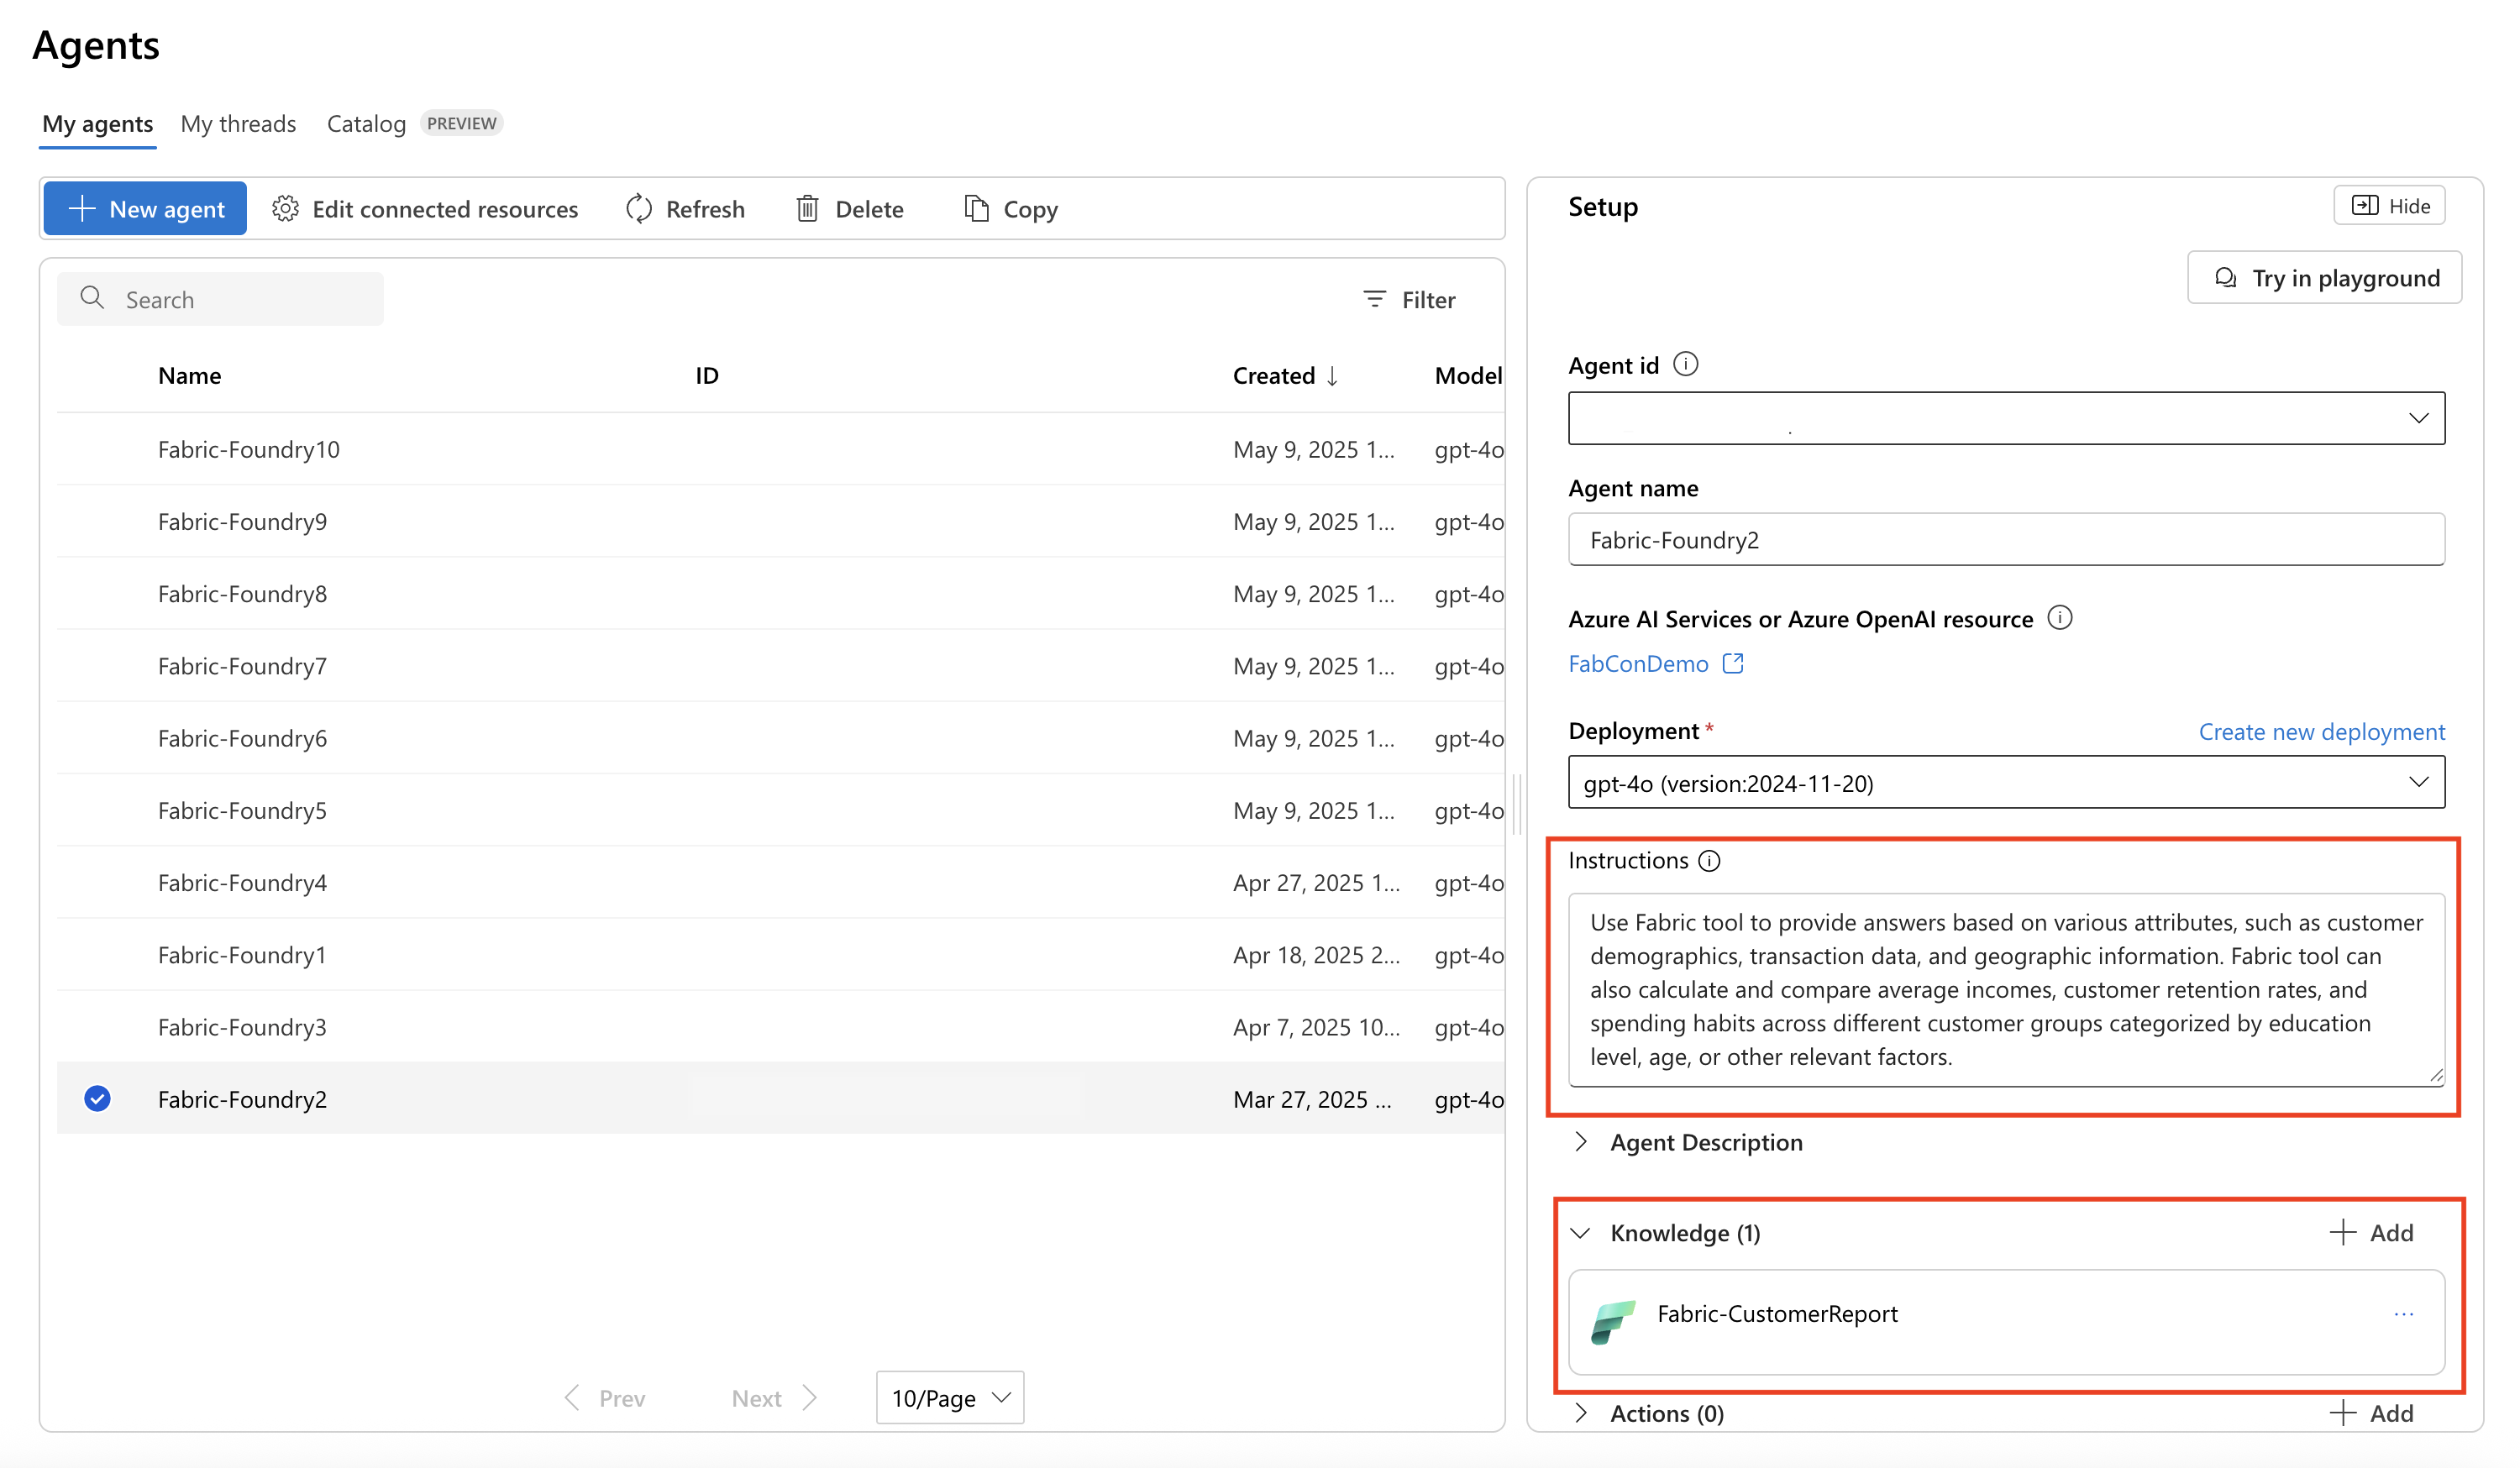 Agents
My agents
My threads
Catalog PREVIEW
New agent
Edit connected resources
Refresh
Delete
Copy
Search
Filter
Name ID Created ↓ Model
Fabric-Foundry10 May 9, 2025 1... gpt-4o
Fabric-Foundry9 May 9, 2025 1... gpt-4o
Fabric-Foundry8 May 9, 2025 1... gpt-4o
Fabric-Foundry7 May 9, 2025 1... gpt-4o
Fabric-Foundry6 May 9, 2025 1... gpt-4o
Fabric-Foundry5 May 9, 2025 1... gpt-4o
Fabric-Foundry4 Apr 27, 2025 1... gpt-4o
Fabric-Foundry1 Apr 18, 2025 2... gpt-4o
Fabric-Foundry3 Apr 7, 2025 10... gpt-4o
Fabric-Foundry2 Mar 27, 2025 ... gpt-4o
Prev
Next
10/Page
Setup
Hide
Try in playground
Agent id
Agent name
Fabric-Foundry2
Azure AI Services or Azure OpenAI resource
FabConDemo
Deployment *
Create new deployment
gpt-4o (version:2024-11-20)
Instructions
Use Fabric tool to provide answers based on various attributes, such as customer
demographics, transaction data, and geographic information. Fabric tool can
also calculate and compare average incomes, customer retention rates, and
spending habits across different customer groups categorized by education
level, age, or other relevant factors.
Agent Description
Knowledge (1)
Add
Fabric-CustomerReport
Actions (0)
Add